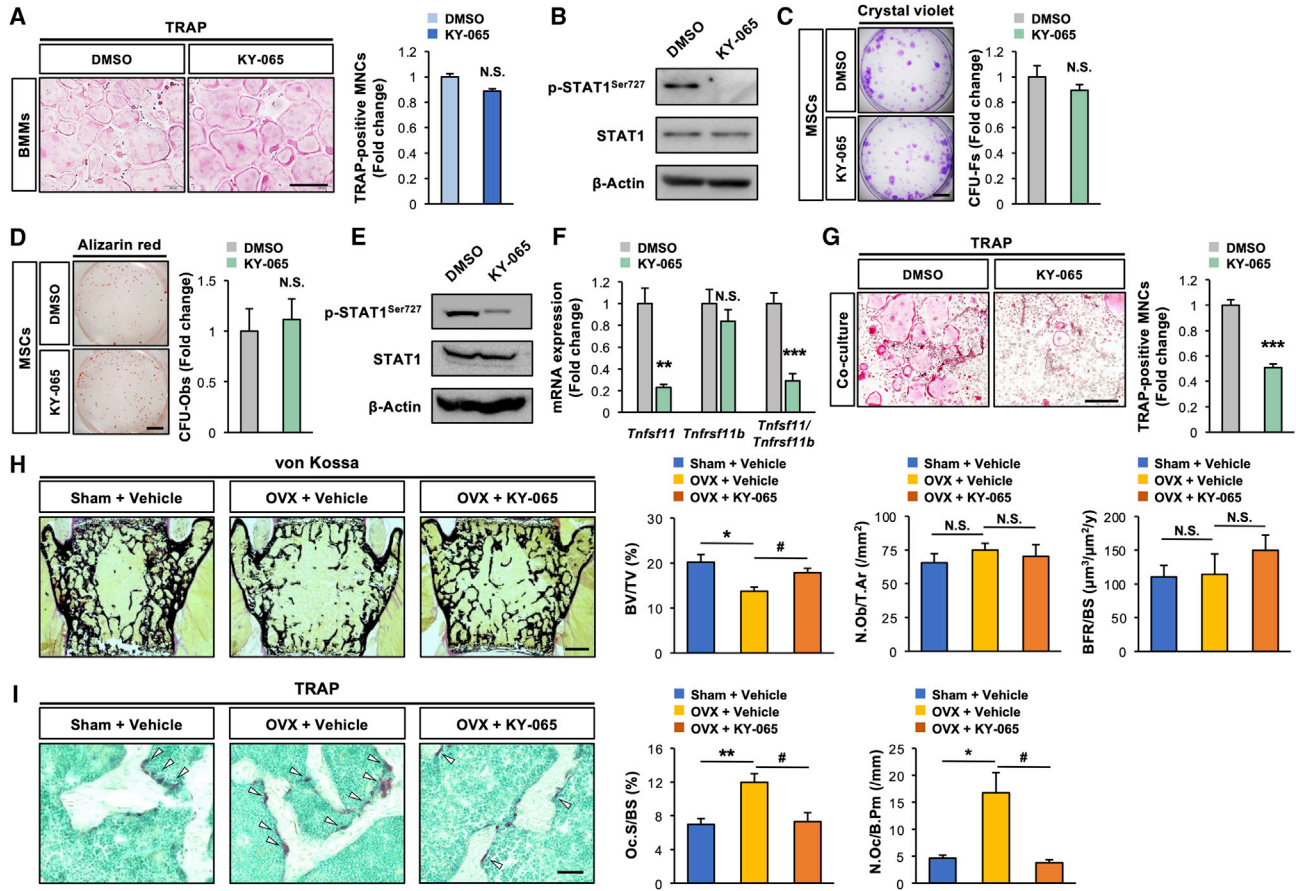 A
TRAP
DMSO
KY-065
BMMs
DMSO
KY-065
TRAP-positive MNCs
(Fold change)
1.2
1
0.8
0.6
0.4
0.2
0
N.S.
B
DMSO
KY-065
p-STAT1Ser727
STAT1
β-Actin
C
Crystal violet
MSCs
DMSO
KY-065
DMSO
KY-065
CFU-Fs (Fold change)
1.2
1
0.8
0.6
0.4
0.2
0
N.S.
D
Alizarin red
MSCs
DMSO
KY-065
DMSO
KY-065
CFU-Obs (Fold change)
1.5
1
0.5
0
N.S.
E
DMSO
KY-065
p-STAT1Ser727
STAT1
β-Actin
F
DMSO
KY-065
mRNA expression
(Fold change)
1.2
1
0.8
0.6
0.4
0.2
0
**
N.S.
***
Tnfsf11
Tnfrsf11b
Tnfsf11/
Tnfrsf11b
G
TRAP
DMSO
KY-065
Co-culture
DMSO
KY-065
TRAP-positive MNCs
(Fold change)
1.2
1
0.8
0.6
0.4
0.2
0
***
H
von Kossa
Sham + Vehicle
OVX + Vehicle
OVX + KY-065
Sham + Vehicle
OVX + Vehicle
OVX + KY-065
BV/TV (%)
30
20
10
0
*
#
Sham + Vehicle
OVX + Vehicle
OVX + KY-065
N.Ob/T.Ar (/mm2)
100
75
50
25
0
N.S.
N.S.
Sham + Vehicle
OVX + Vehicle
OVX + KY-065
BFR/BS (μm3/μm2/y)
200
150
100
50
0
N.S.
N.S.
I
TRAP
Sham + Vehicle
OVX + Vehicle
OVX + KY-065
Sham + Vehicle
OVX + Vehicle
OVX + KY-065
Oc.S/BS (%)
16
12
8
4
0
**
#
Sham + Vehicle
OVX + Vehicle
OVX + KY-065
N.Oc/B.Pm (/mm)
25
20
15
10
5
0
*
#